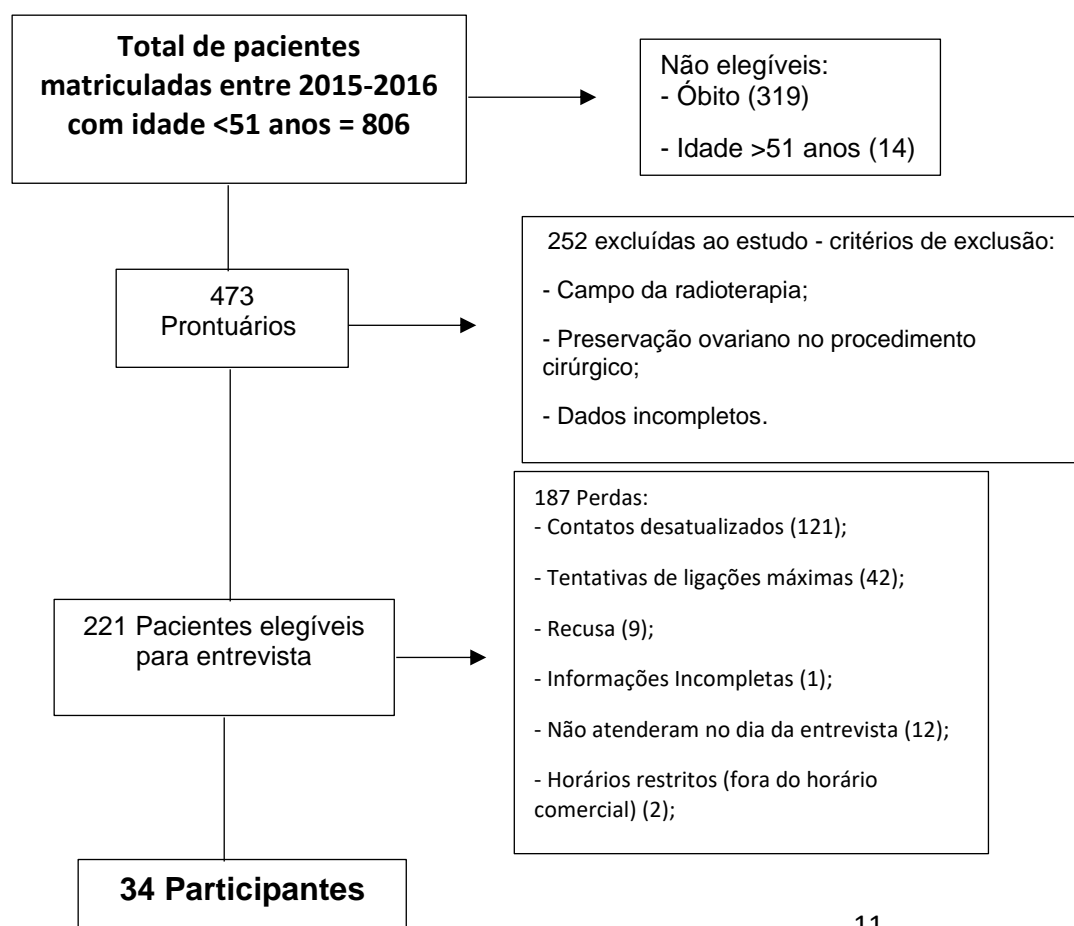 Total de pacientes
matriculadas entre 2015-2016
com idade <51 anos = 806
Não elegíveis:
- Óbito (319)
- Idade >51 anos (14)
252 excluídas ao estudo - critérios de exclusão:
- Campo da radioterapia;
- Preservação ovariano no procedimento
cirúrgico;
- Dados incompletos.
473
Prontuários
187 Perdas:
- Contatos desatualizados (121);
- Tentativas de ligações máximas (42);
- Recusa (9);
- Informações Incompletas (1);
- Não atenderam no dia da entrevista (12);
- Horários restritos (fora do horário
comercial) (2);
221 Pacientes elegíveis
para entrevista
34 Participantes
11